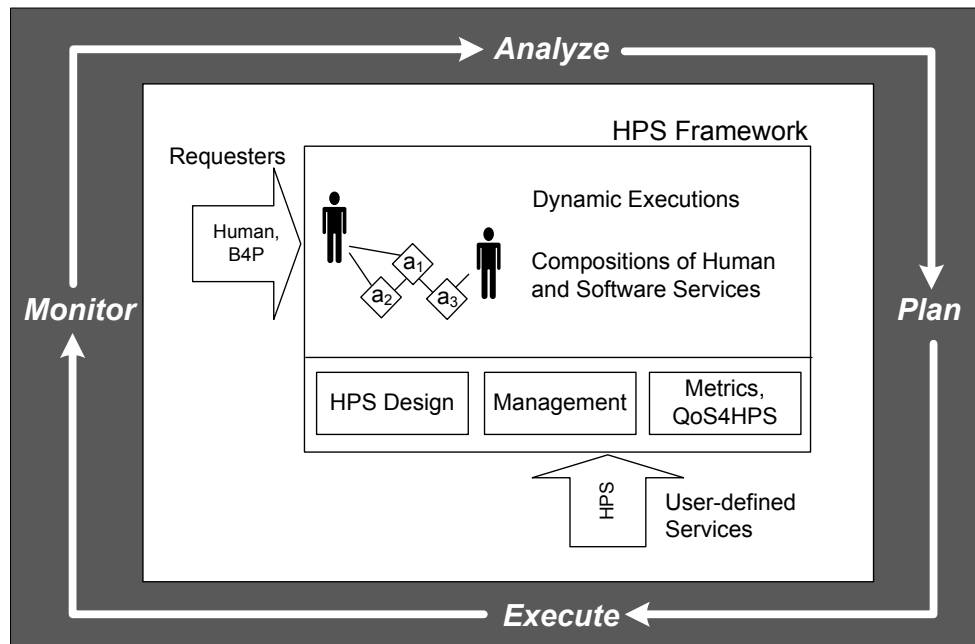 Analyze
HPS Framework
Requesters
Human,
B4P
Dynamic Executions
Compositions of Human
and Software Services
a1
a2
a3
Monitor
Plan
HPS Design
Management
Metrics,
QoS4HPS
HPS
User-defined
Services
Execute